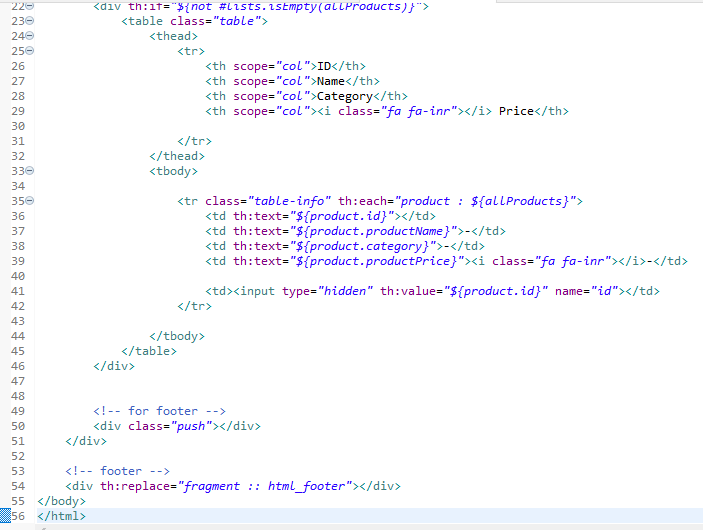 22 <div th:if="${not #lists.isEmpty(allProducts)}">
23 <table class="table">
24 <thead>
25 <tr>
26 <th scope="col">ID</th>
27 <th scope="col">Name</th>
28 <th scope="col">Category</th>
29 <th scope="col"><i class="fa fa-inr"></i> Price</th>
30
31 </tr>
32 </thead>
33 <tbody>
34
35 <tr class="table-info" th:each="product : ${allProducts}">
36 <td th:text="${product.id}"></td>
37 <td th:text="${product.productName}">-</td>
38 <td th:text="${product.category}">-</td>
39 <td th:text="${product.productPrice}"><i class="fa fa-inr"></i>-</td>
40
41 <td><input type="hidden" th:value="${product.id}" name="id"></td>
42 </tr>
43
44 </tbody>
45 </table>
46 </div>
47
48
49 <!-- for footer -->
50 <div class="push"></div>
51 </div>
52
53 <!-- footer -->
54 <div th:replace="fragment :: html_footer"></div>
55 </body>
56 </html>